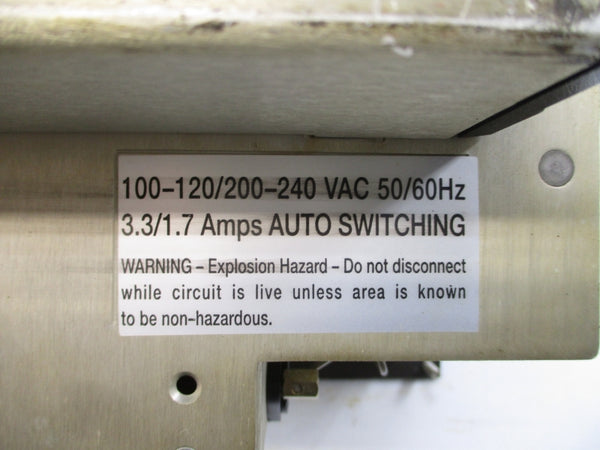 100–120/200–240 VAC 50/60Hz
3.3/1.7 Amps AUTO SWITCHING
WARNING – Explosion Hazard – Do not disconnect
while circuit is live unless area is known
to be non-hazardous.